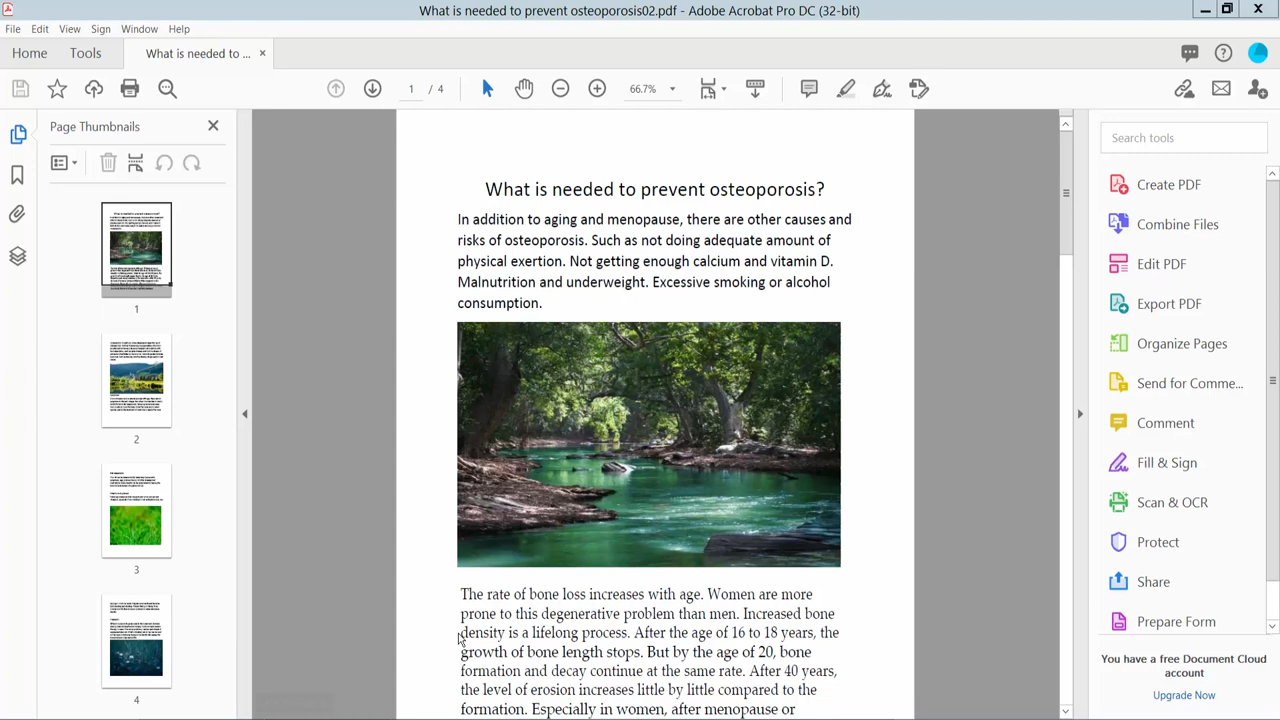 What is needed to prevent osteoporosis02.pdf - Adobe Acrobat Pro DC (32-bit)
File Edit View Sign Window Help
Home Tools What is needed to ... ×
1 / 4 66.7%
Page Thumbnails
1
2
3
4
What is needed to prevent osteoporosis?
In addition to aging and menopause, there are other causes and
risks of osteoporosis. Such as not doing adequate amount of
physical exertion. Not getting enough calcium and vitamin D.
Malnutrition and underweight. Excessive smoking or alcohol
consumption.
The rate of bone loss increases with age. Women are more
prone to this decorative problem than men. Increased
density is a lifelong process. After the age of 16 to 18 years, the
growth of bone length stops. But by the age of 20, bone
formation and decay continue at the same rate. After 40 years,
the level of erosion increases little by little compared to the
formation. Especially in women, after menopause or
Search tools
Create PDF
Combine Files
Edit PDF
Export PDF
Organize Pages
Send for Comme...
Comment
Fill & Sign
Scan & OCR
Protect
Share
Prepare Form
You have a free Document Cloud
account
Upgrade Now